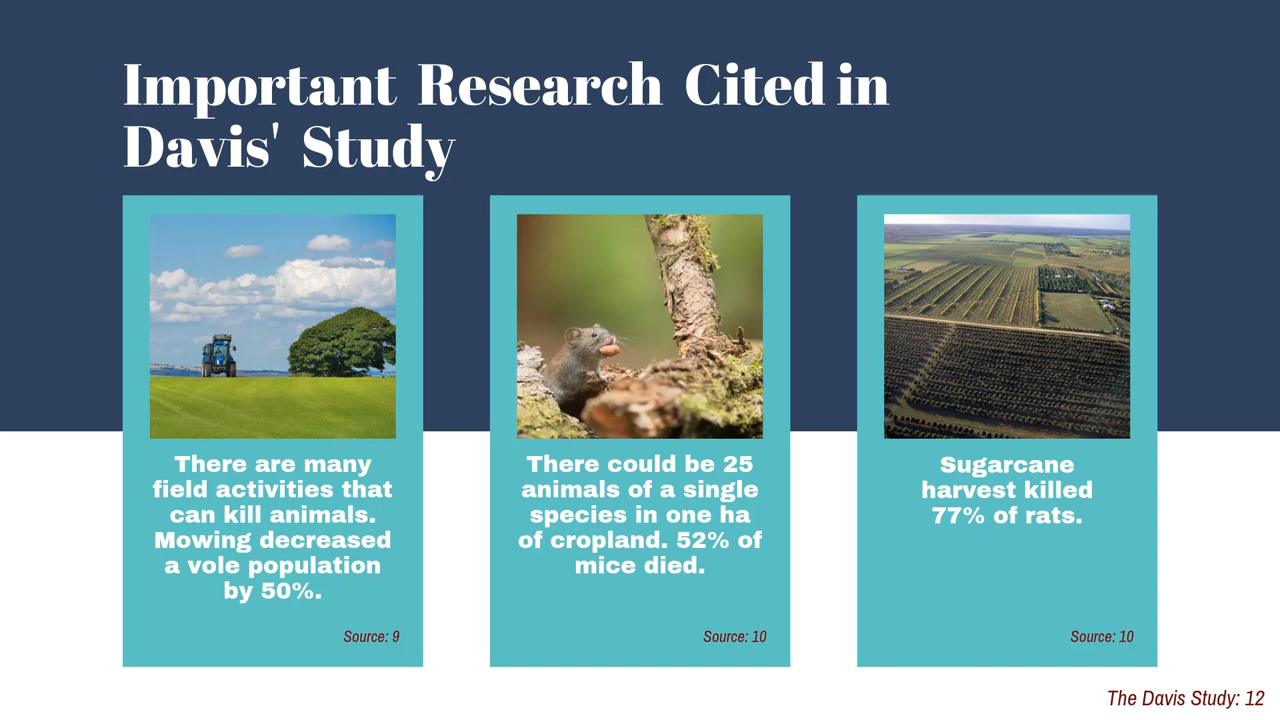 Important Research Cited in
Davis' Study
There are many
field activities that
can kill animals.
Mowing decreased
a vole population
by 50%.
Source: 9
There could be 25
animals of a single
species in one ha
of cropland. 52% of
mice died.
Source: 10
Sugarcane
harvest killed
77% of rats.
Source: 10
The Davis Study: 12